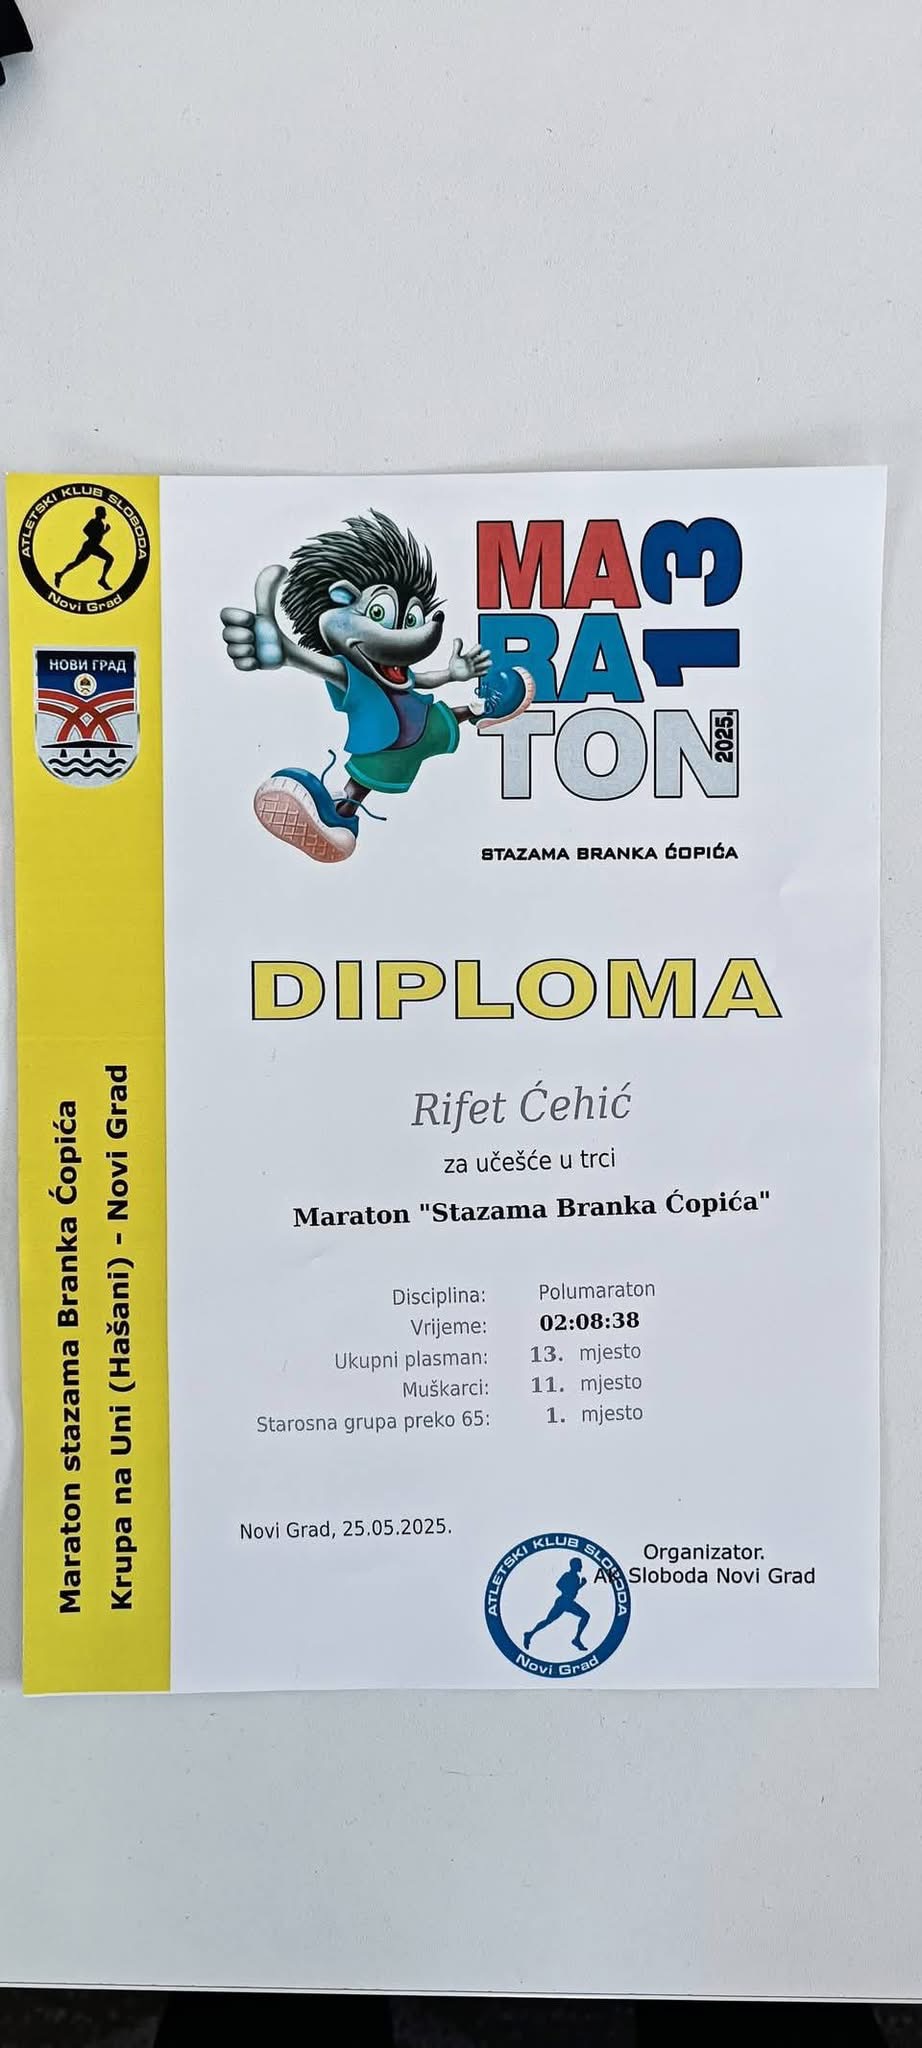 ATLETSKI KLUB SLOBODA
Novi Grad
НОВИ ГРАД
Maraton stazama Branka Ćopića
Krupa na Uni (Hašani) - Novi Grad
MA
RA
TON
13
2025.
STAZAMA BRANKA ĆOPIĆA
DIPLOMA
Rifet Ćehić
za učešće u trci
Maraton "Stazama Branka Ćopića"
Disciplina: Polumaraton
Vrijeme: 02:08:38
Ukupni plasman: 13. mjesto
Muškarci: 11. mjesto
Starosna grupa preko 65: 1. mjesto
Novi Grad, 25.05.2025.
Organizator.
AK Sloboda Novi Grad
ATLETSKI KLUB SLOBODA
Novi Grad